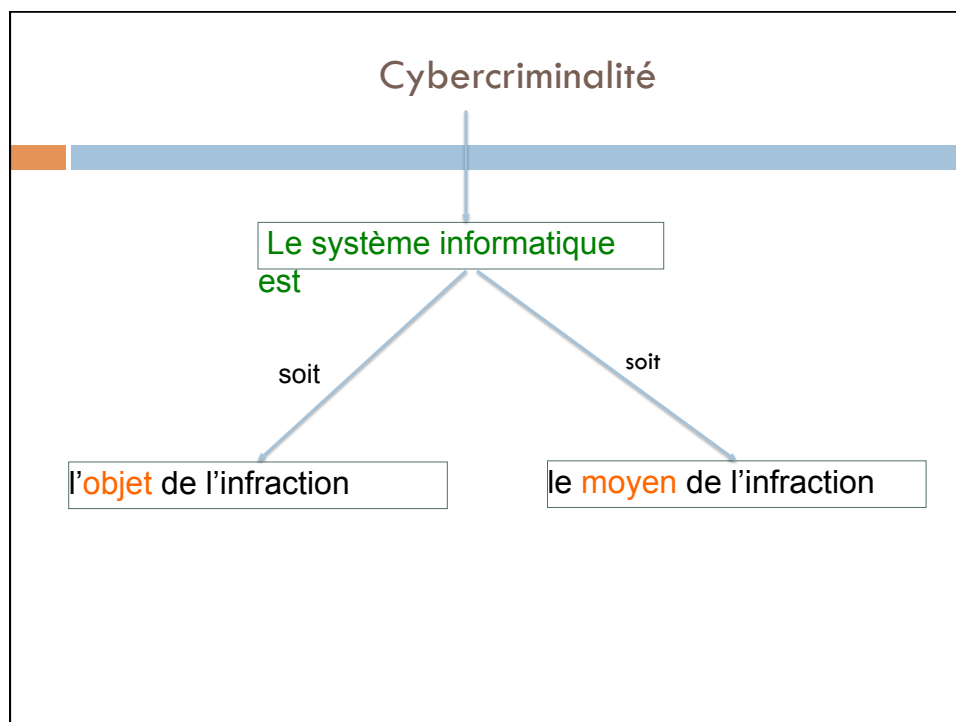 Cybercriminalité
Le système informatique
est
soit
soit
l’objet de l’infraction
le moyen de l’infraction